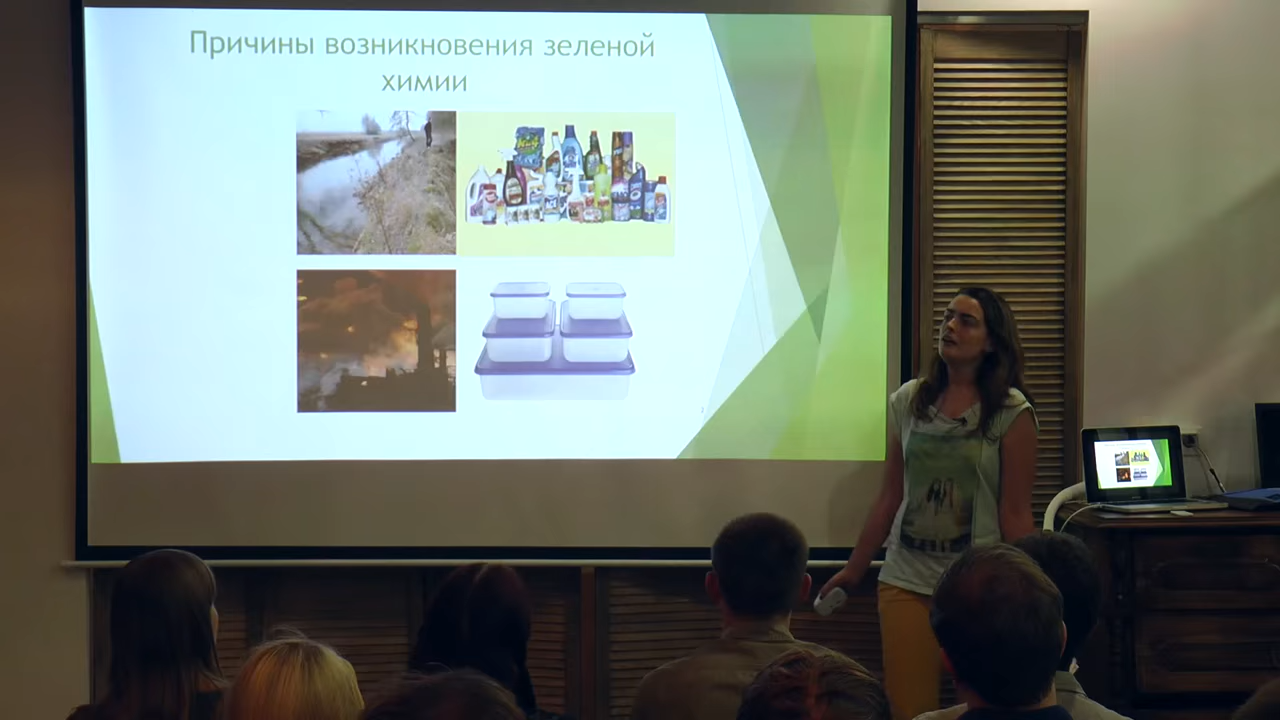 Причины возникновения зеленой
химии